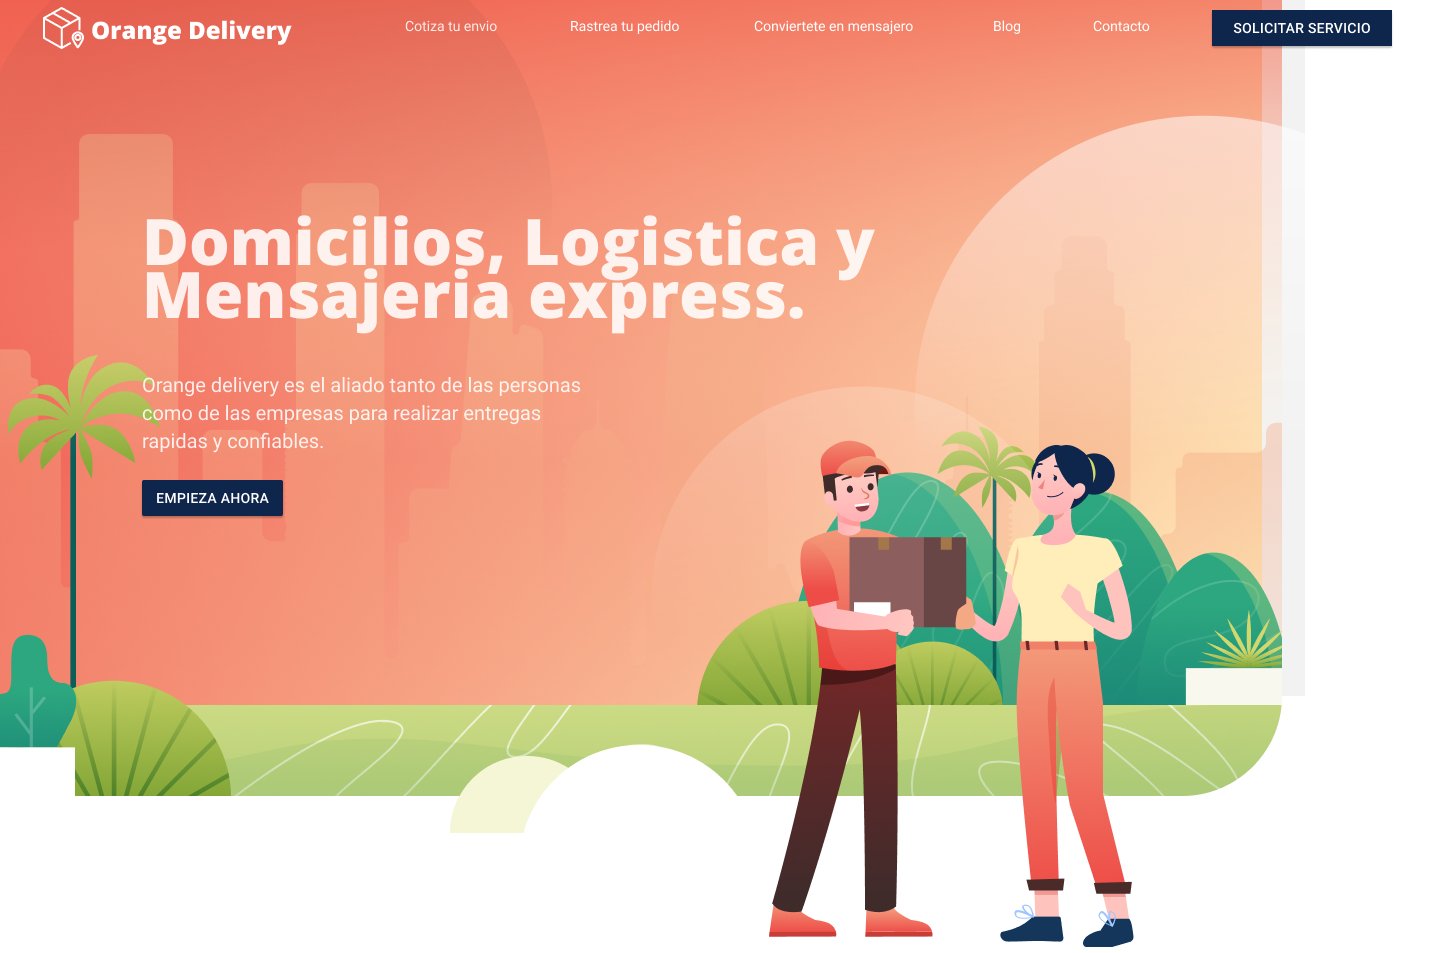 Orange Delivery
Cotiza tu envio
Rastrea tu pedido
Conviertete en mensajero
Blog
Contacto
SOLICITAR SERVICIO
Domicilios, Logistica y
Mensajeria express.
Orange delivery es el aliado tanto de las personas
como de las empresas para realizar entregas
rapidas y confiables.
EMPIEZA AHORA